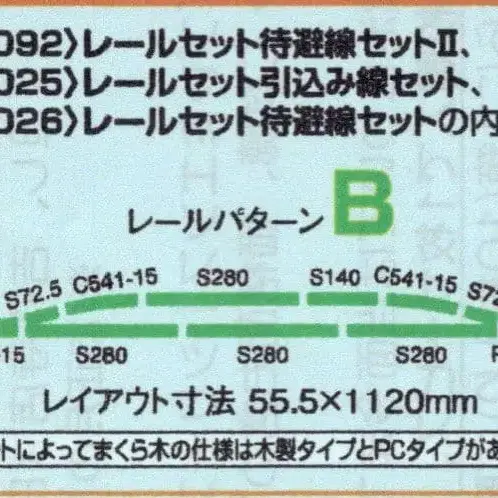 092〉レールセット待避線セットII、
025〉レールセット引込み線セット、
026〉レールセット待避線セットの内
レールパターン B
S72.5 C541-15 S280 S140 C541-15 S72
-15 S280 S280 S280
レイアウト寸法 55.5×1120mm
トによってまくら木の仕様は木製タイプとPCタイプがあ